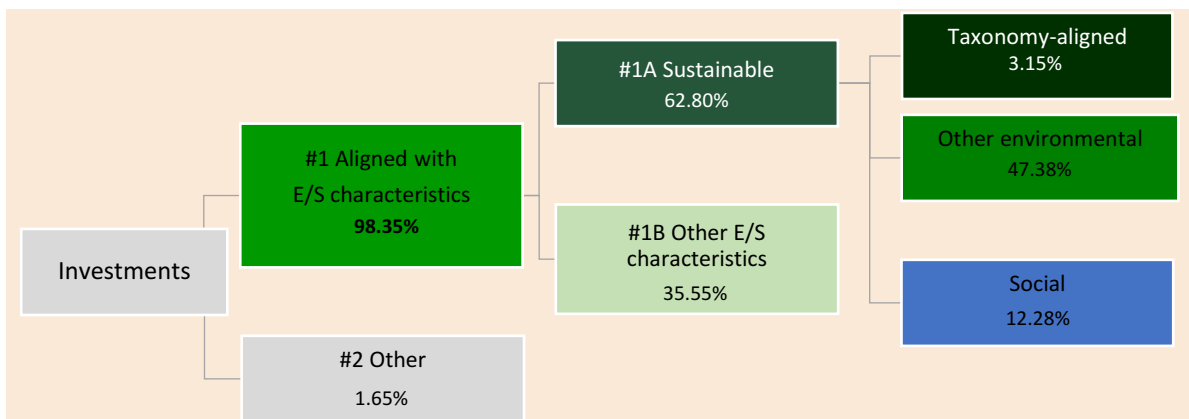 Investments
#1 Aligned with
E/S characteristics
98.35%
#2 Other
1.65%
#1A Sustainable
62.80%
#1B Other E/S
characteristics
35.55%
Taxonomy-aligned
3.15%
Other environmental
47.38%
Social
12.28%